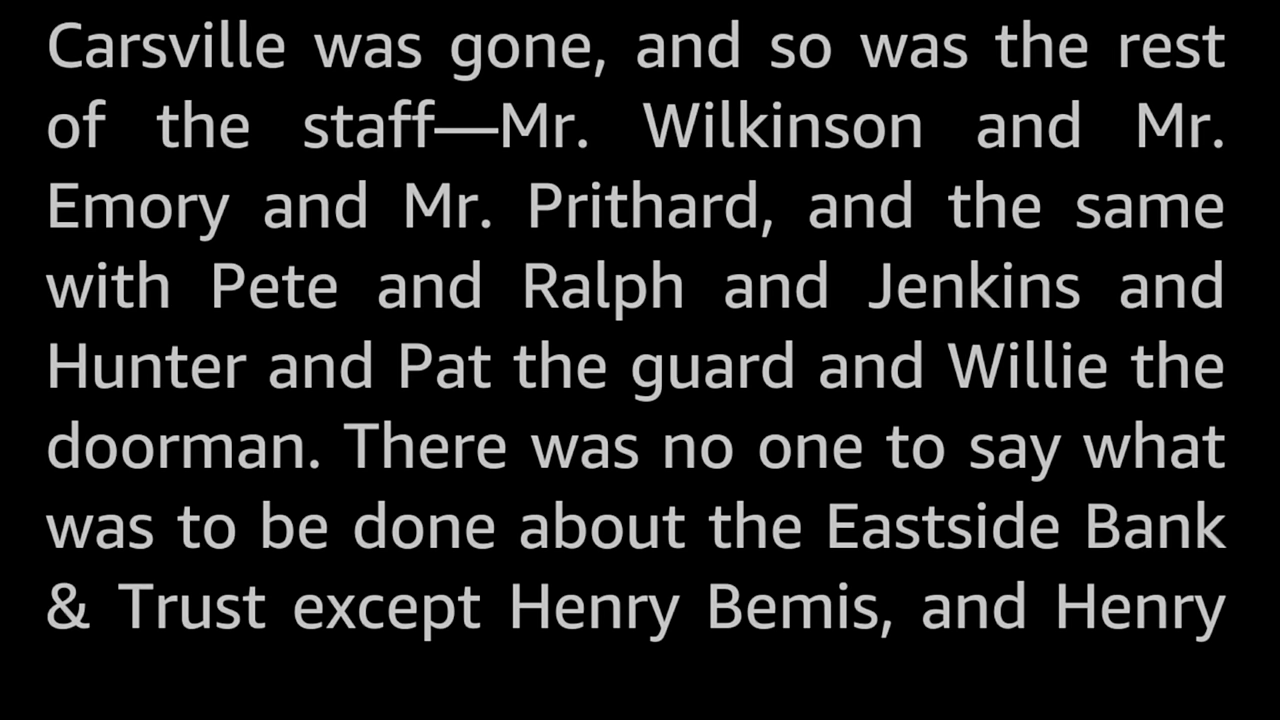 Carsville was gone, and so was the rest
of the staff—Mr. Wilkinson and Mr.
Emory and Mr. Prithard, and the same
with Pete and Ralph and Jenkins and
Hunter and Pat the guard and Willie the
doorman. There was no one to say what
was to be done about the Eastside Bank
& Trust except Henry Bemis, and Henry